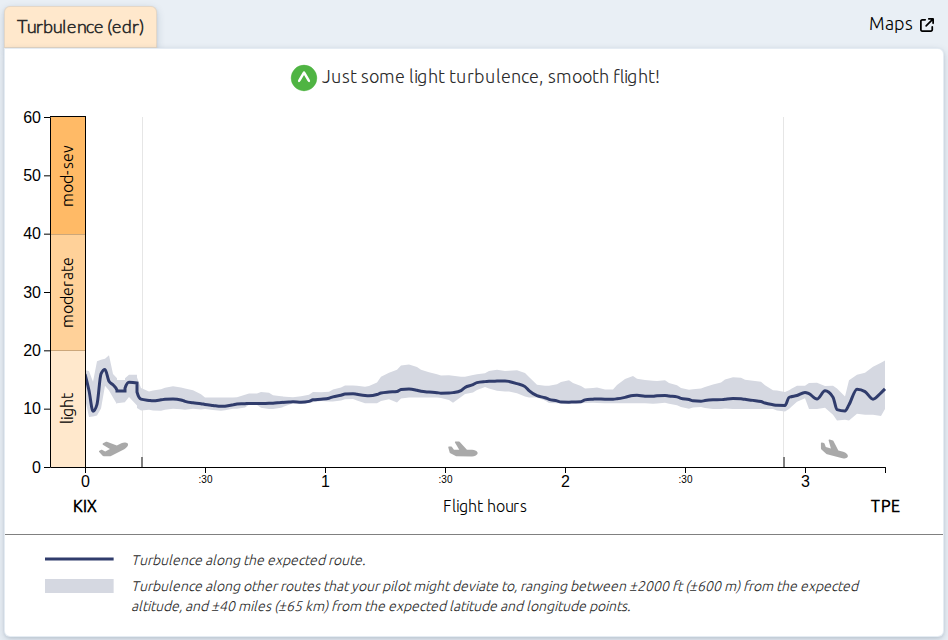 Turbulence (edr)
Maps
Just some light turbulence, smooth flight!
60
50
40
30
20
10
0
mod-sev
moderate
light
0 :30 1 :30 2 :30 3
KIX Flight hours TPE
Turbulence along the expected route.
Turbulence along other routes that your pilot might deviate to, ranging between ±2000 ft (±600 m) from the expected
altitude, and ±40 miles (±65 km) from the expected latitude and longitude points.